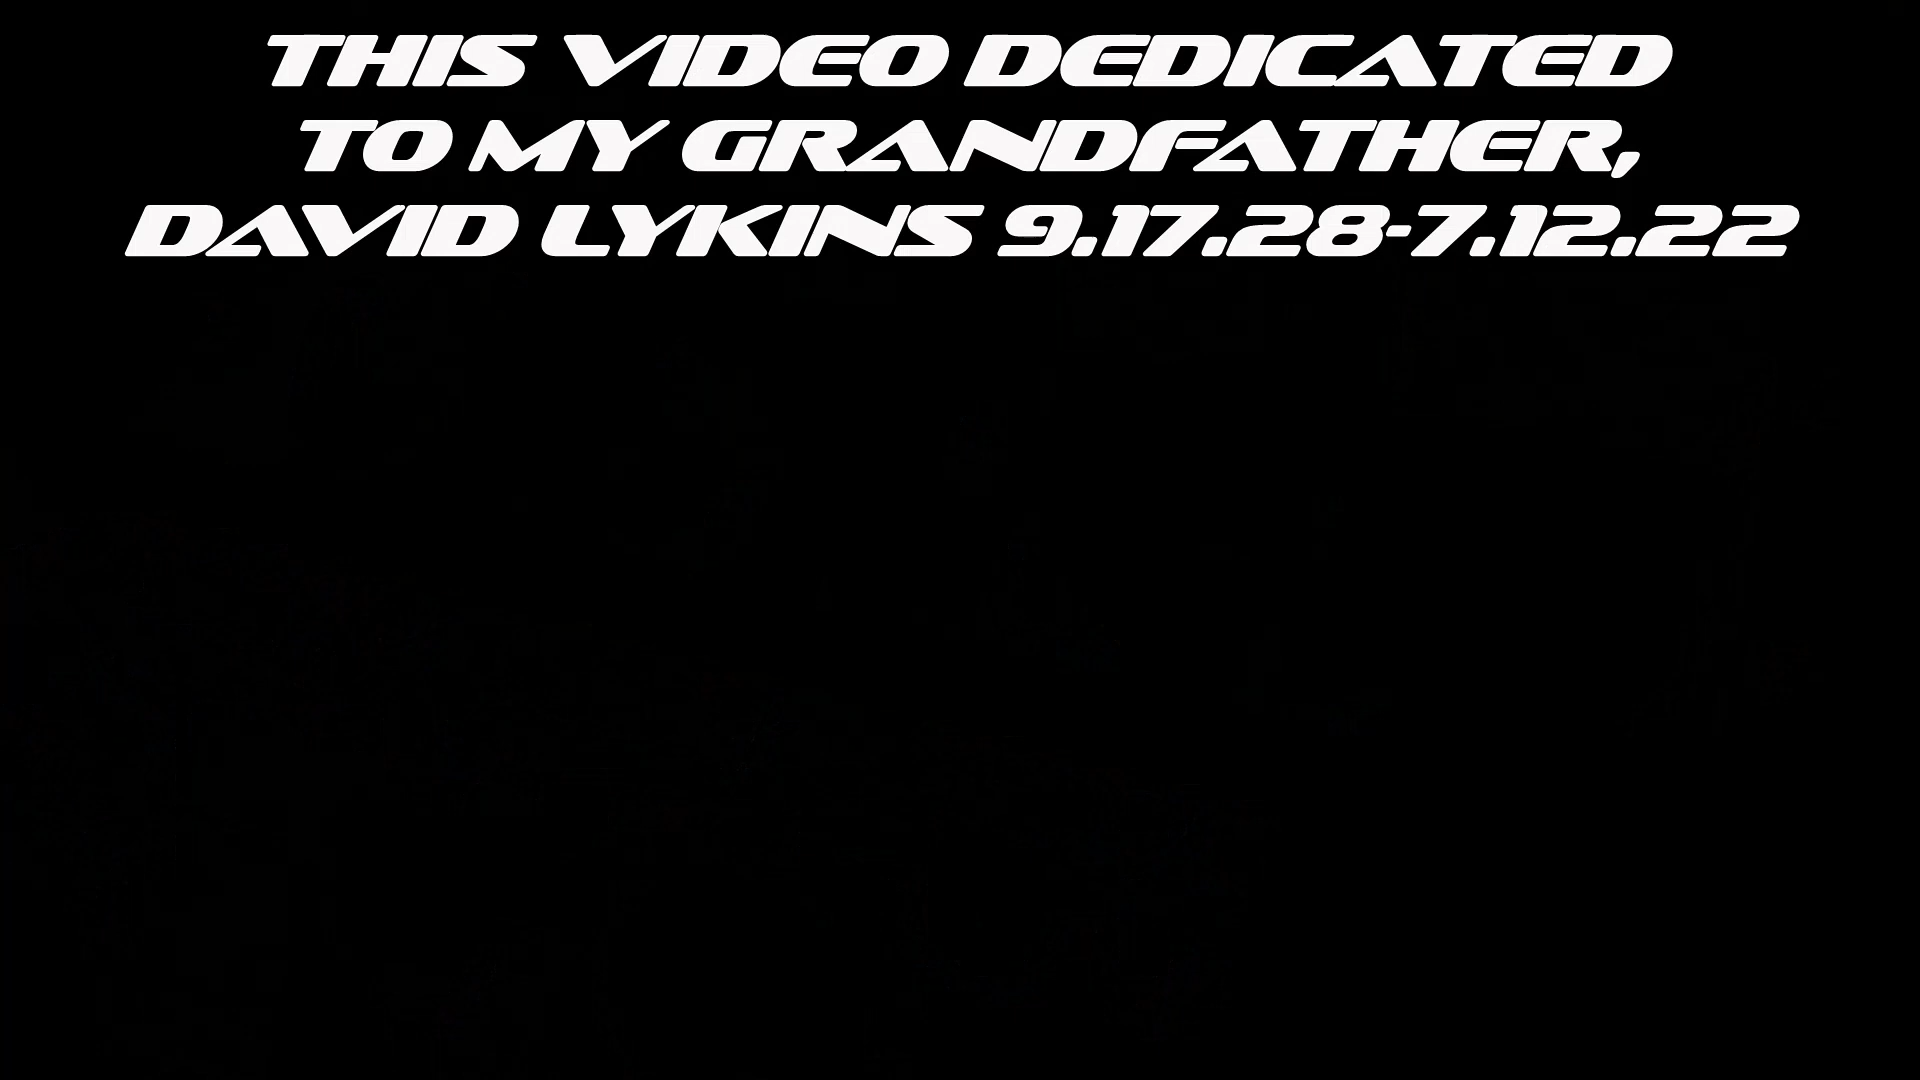 THIS VIDEO DEDICATED
TO MY GRANDFATHER,
DAVID LYKINS 9.17.28-7.12.22